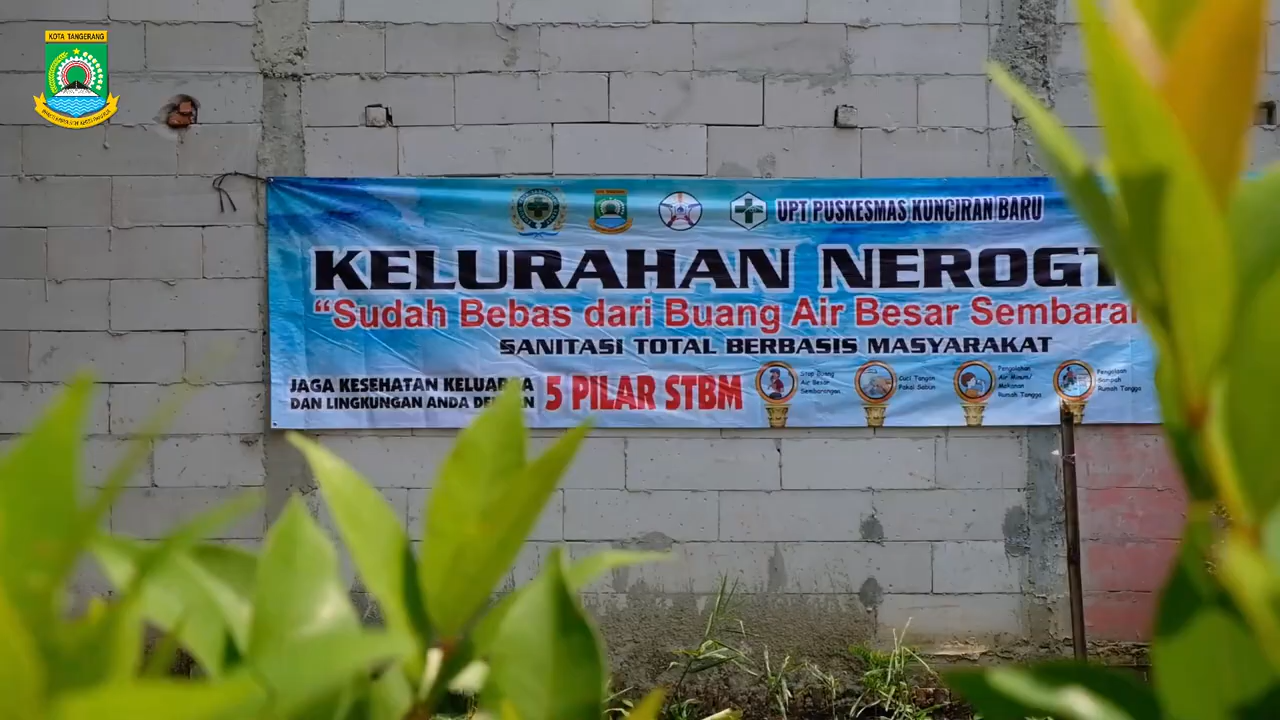 KOTA TANGERANG
UPT PUSKESMAS KUNCIRAN BARU
KELURAHAN NEROGT
"Sudah Bebas dari Buang Air Besar Sembaran
SANITASI TOTAL BERBASIS MASYARAKAT
JAGA KESEHATAN KELUARGA
DAN LINGKUNGAN ANDA DENGAN
5 PILAR STBM
Stop Buang
Air Besar
Sembarangan
Cuci Tangan
Pakai Sabun
Pengolahan
Air Minum/
Makanan
Rumah Tangga
Pengelolaan
Sampah
Rumah Tangga